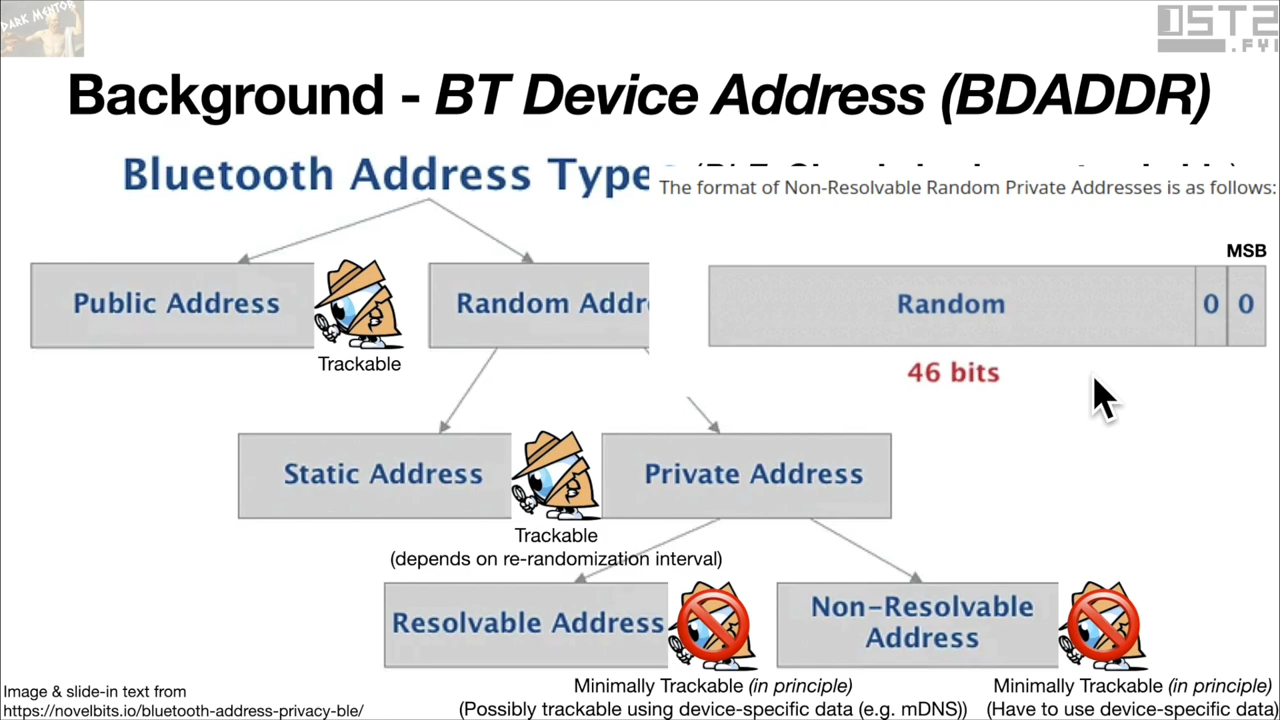 DARK MENTOR
OST2
.FYI
Background - BT Device Address (BDADDR)
Bluetooth Address Type
The format of Non-Resolvable Random Private Addresses is as follows:
MSB
Public Address
Trackable
Random Addr
Random
0
0
46 bits
Static Address
Trackable
(depends on re-randomization interval)
Private Address
Resolvable Address
Non-Resolvable
Address
Minimally Trackable (in principle)
(Possibly trackable using device-specific data (e.g. mDNS))
Minimally Trackable (in principle)
(Have to use device-specific data)
Image & slide-in text from
https://novelbits.io/bluetooth-address-privacy-ble/